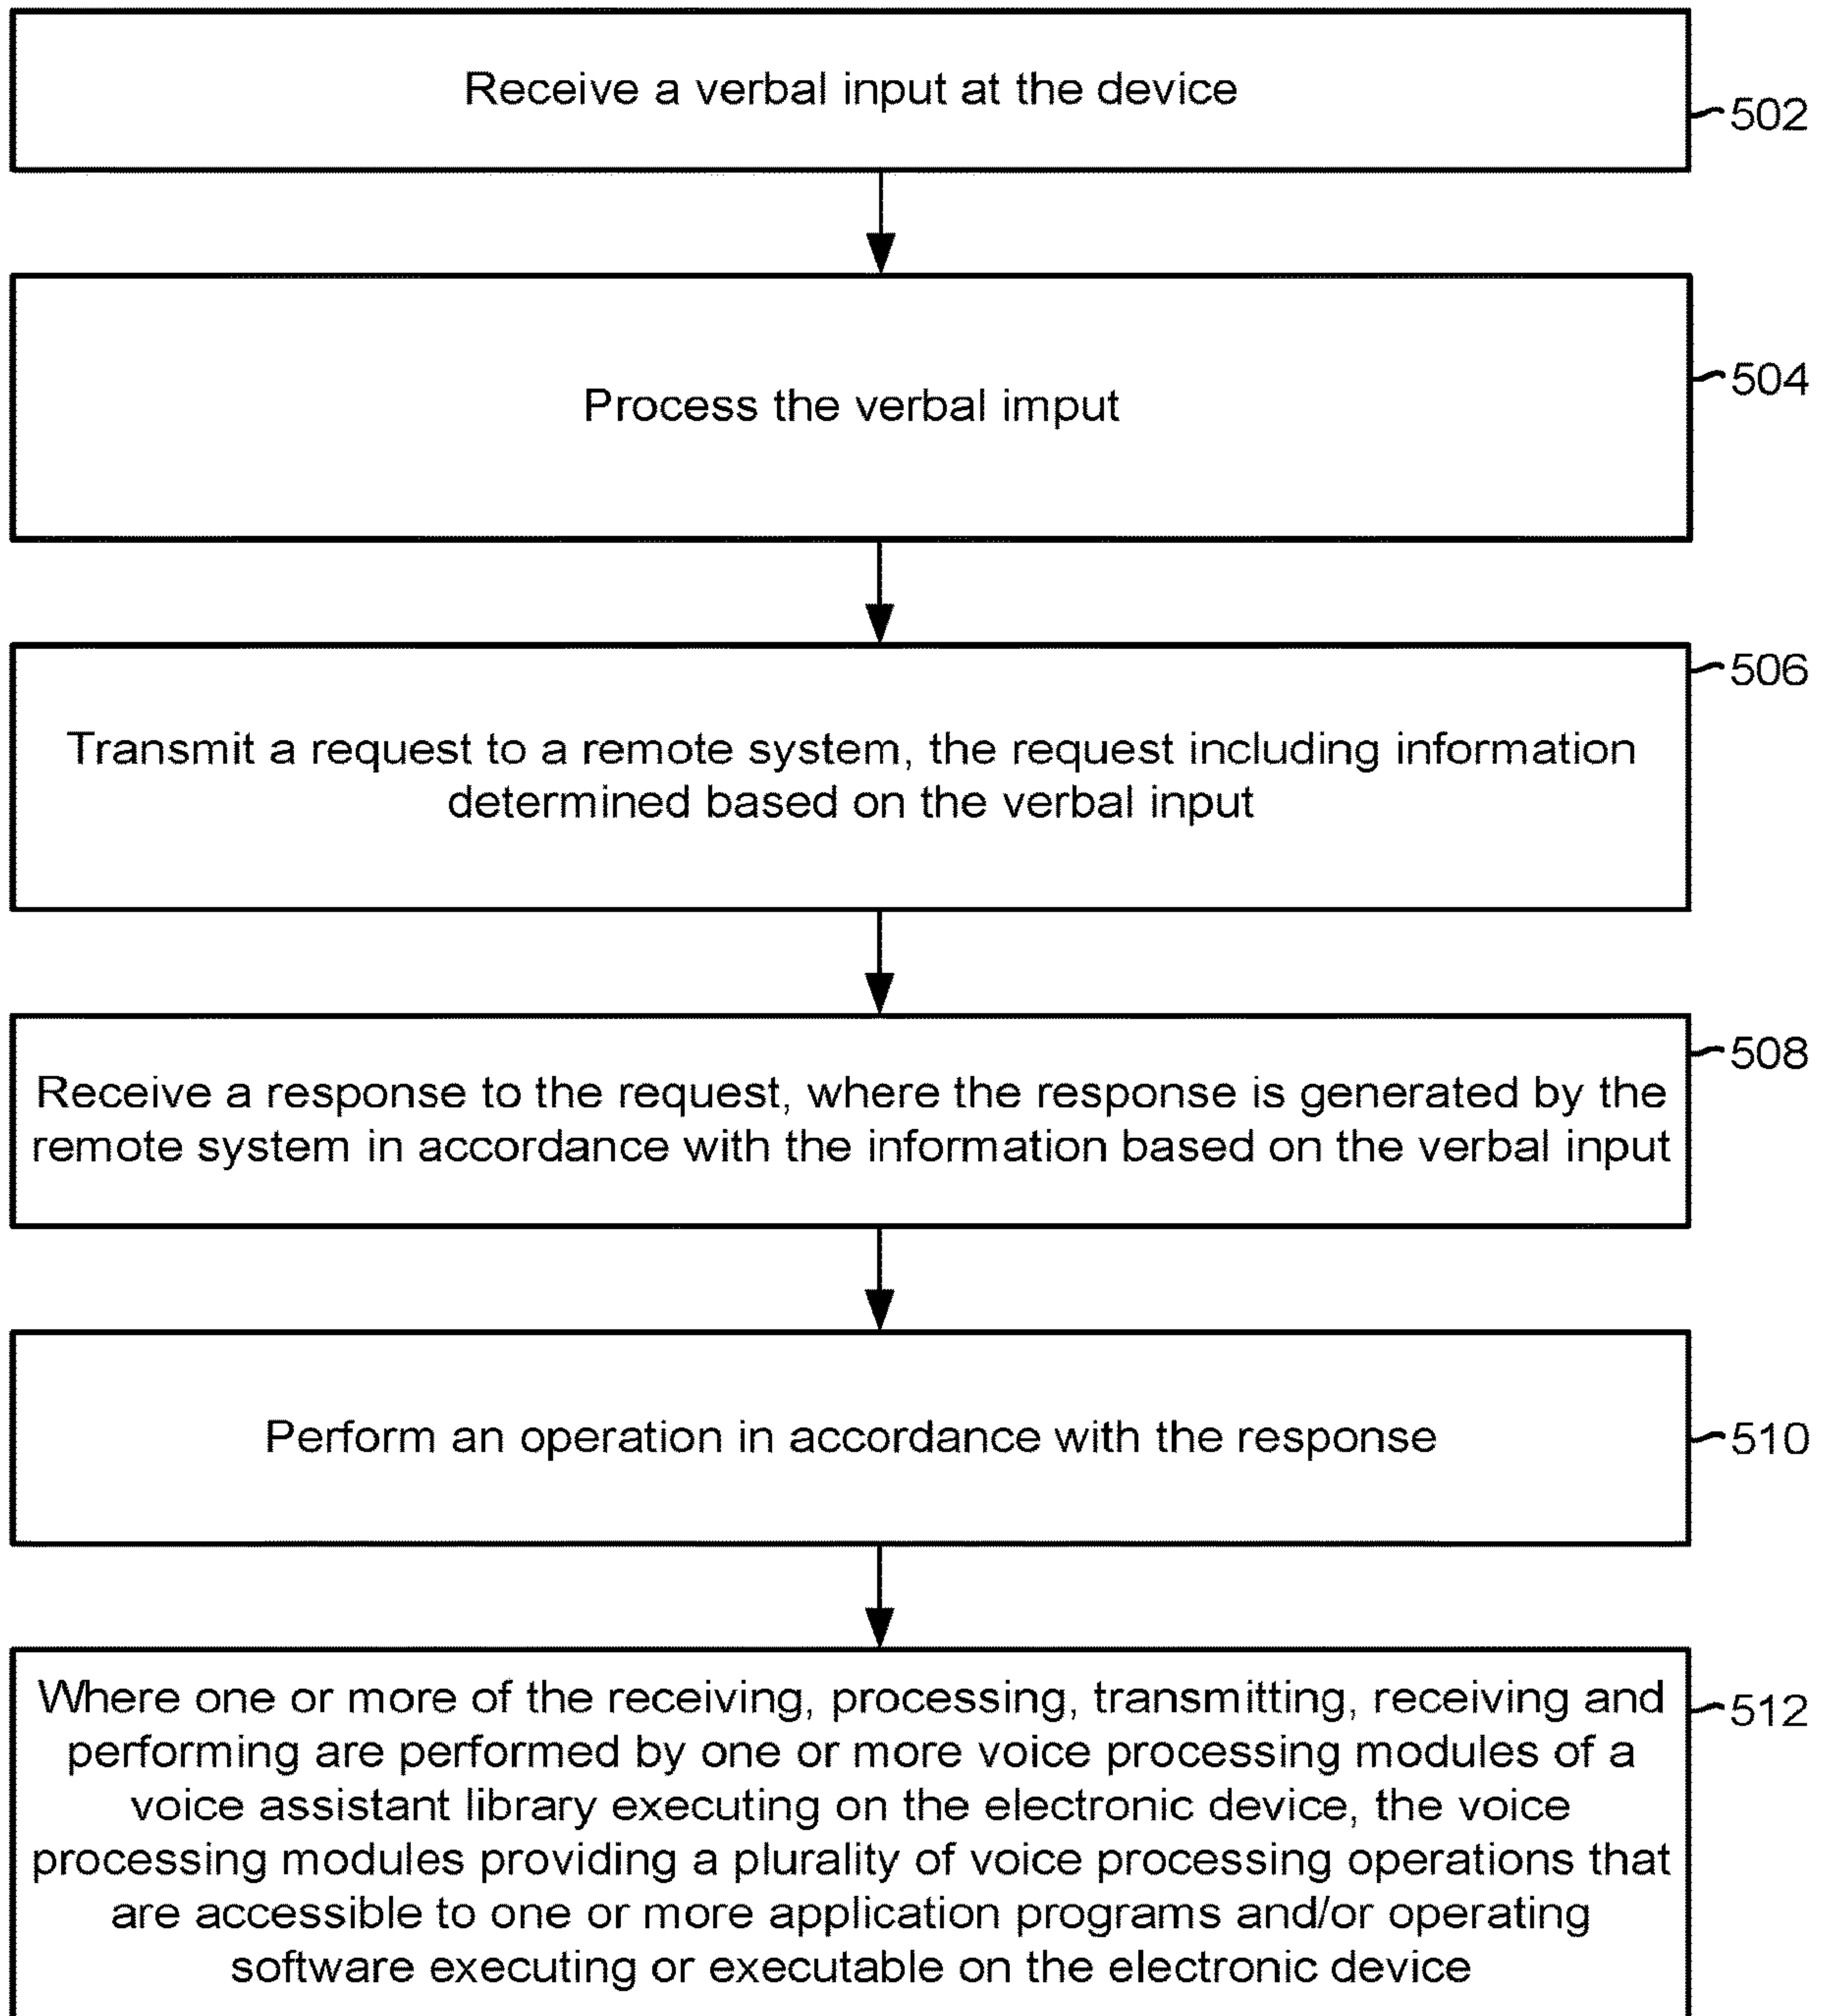 Receive a verbal input at the device
502
Process the verbal imput
504
506
Transmit a request to a remote system, the request including information
determined based on the verbal input
508
Receive a response to the request, where the response is generated by the
remote system in accordance with the information based on the verbal input
Perform an operation in accordance with the response
510
Where one or more of the receiving, processing, transmitting, receiving and
512
performing are performed by one or more voice processing modules of a
voice assistant library executing on the electronic device, the voice
processing modules providing a plurality of voice processing operations that
are accessible to one or more application programs and/or operating
software executing or executable on the electronic device